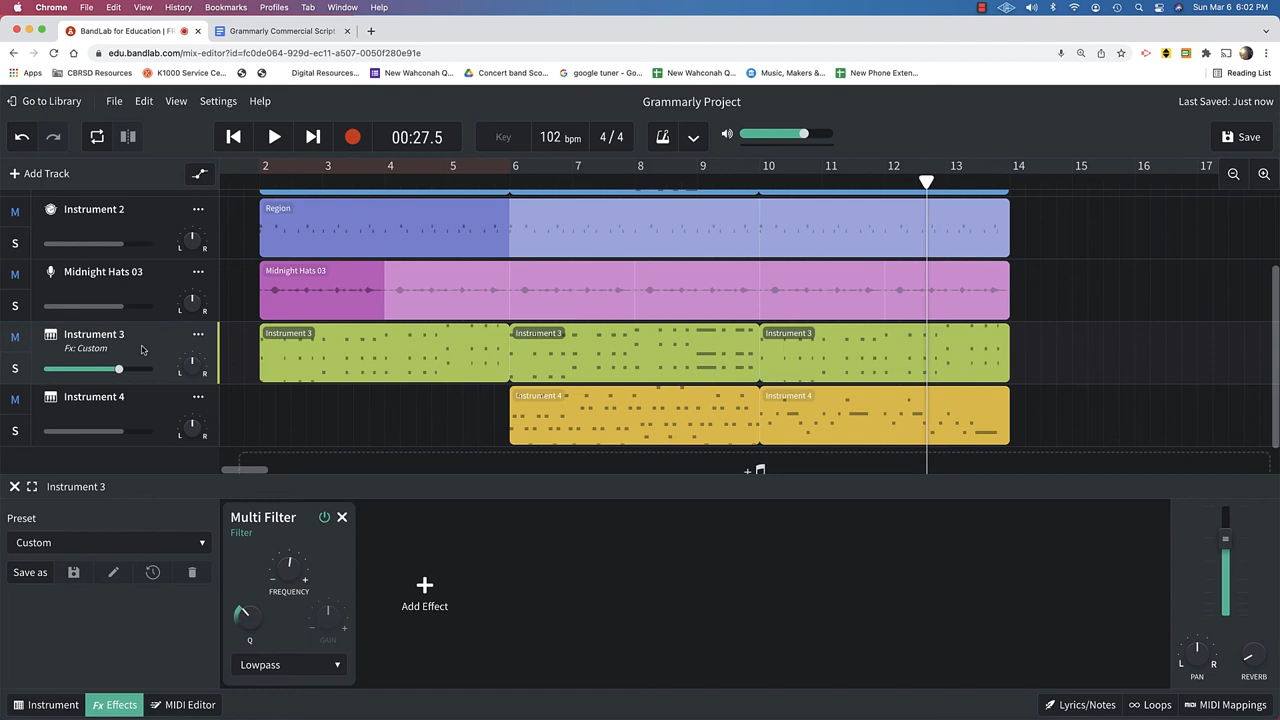 Chrome File Edit View History Bookmarks Profiles Tab Window Help Sun Mar 6 6:02 PM
BandLab for Education | FR
Grammarly Commercial Script
edu.bandlab.com/mix-editor?id=fc0de064-929d-ec11-a507-0050f280e91e
Apps CBRSD Resources K1000 Service Ce... Digital Resources... New Wahconah Q... Concert band Sco... google tuner - Go... New Wahconah Q... Music, Makers &... New Phone Exten... Reading List
Go to Library File Edit View Settings Help Grammarly Project Last Saved: Just now
00:27.5 Key 102 bpm 4 / 4 Save
Add Track 2 3 4 5 6 7 8 9 10 11 12 13 14 15 16 17
M Instrument 2 ··· Region
S L R
M Midnight Hats 03 ··· Midnight Hats 03
S L R
M Instrument 3 ··· Instrument 3 Instrument 3 Instrument 3
Fx: Custom
S L R
M Instrument 4 ··· Instrument 4 Instrument 4
S L R
Instrument 3
Preset
Custom
Save as
Multi Filter
Filter
FREQUENCY
Q GAIN
Lowpass
Add Effect
L R
PAN REVERB
Instrument Fx Effects MIDI Editor Lyrics/Notes Loops MIDI Mappings